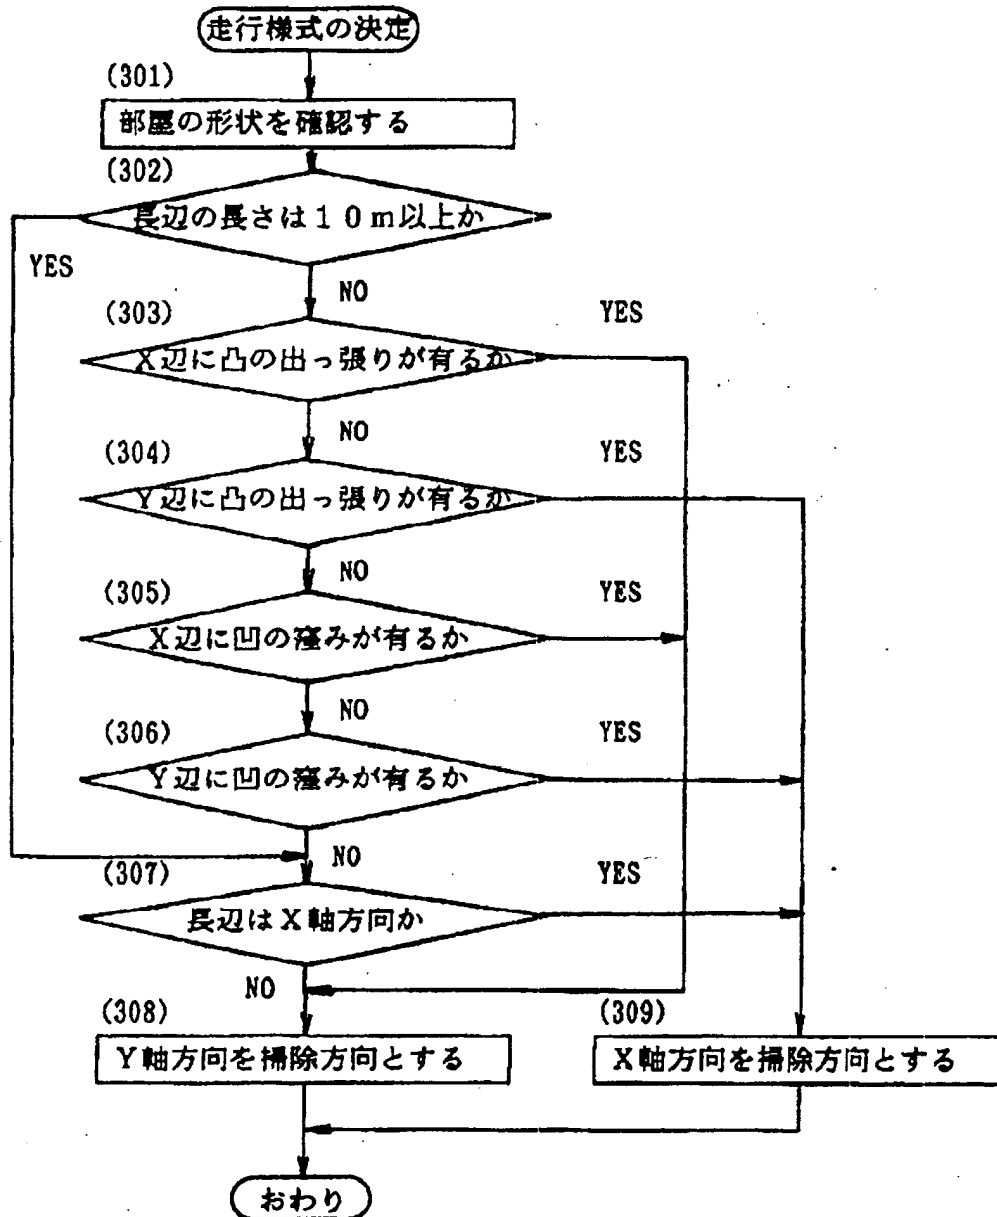 走行様式の決定
(301)
部屋の形状を確認する
(302)
長辺の長さは10m以上か
YES
NO
(303)
YES
X辺に凸の出っ張りが有るか
NO
(304)
YES
Y辺に凸の出っ張りが有るか
NO
(305)
YES
X辺に凹の窪みが有るか
NO
(306)
YES
Y辺に凹の窪みが有るか
NO
(307)
YES
長辺はX軸方向か
NO
(308)
(309)
Y軸方向を掃除方向とする
X軸方向を掃除方向とする
おわり